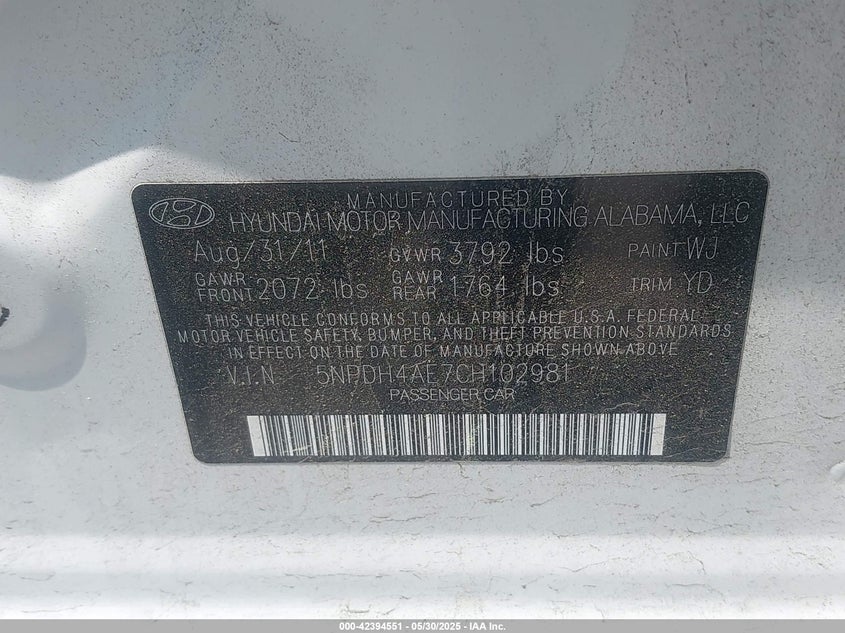 MANUFACTURED BY
HYUNDAI MOTOR MANUFACTURING ALABAMA, LLC
Aug/31/11 GVWR 3792 lbs PAINT WJ
GAWR FRONT 2072 lbs GAWR REAR 1764 lbs TRIM YD
THIS VEHICLE CONFORMS TO ALL APPLICABLE U.S.A. FEDERAL
MOTOR VEHICLE SAFETY, BUMPER, AND THEFT PREVENTION STANDARDS
IN EFFECT ON THE DATE OF MANUFACTURE SHOWN ABOVE
V.I.N. 5NPDH4AE7CH102981
PASSENGER CAR
000-42394551 - 05/30/2025 - IAA Inc.